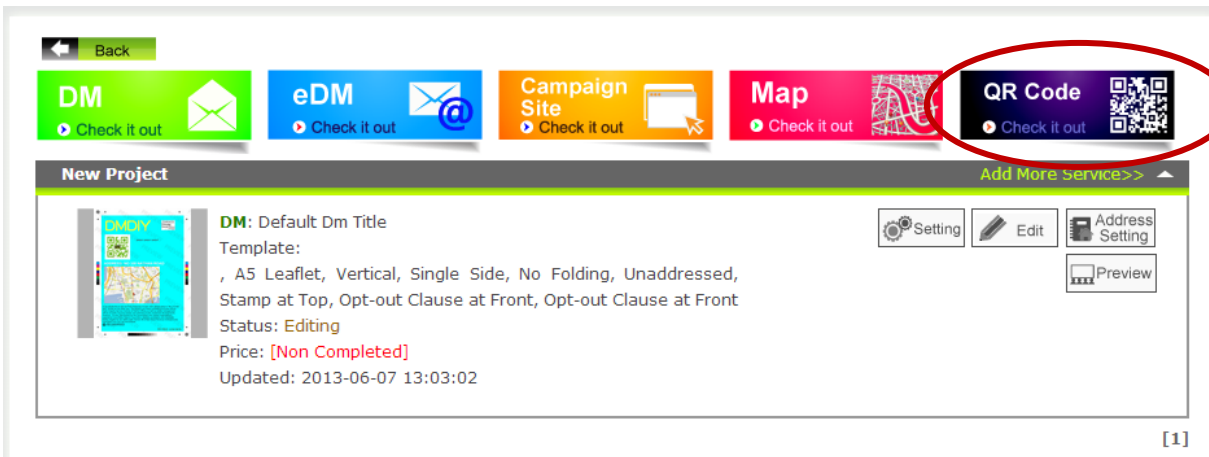 Back
DM
Check it out
eDM
Check it out
Campaign
Site
Check it out
Map
Check it out
QR Code
Check it out
New Project
Add More Service>>
DMDIY
DM: Default Dm Title
Template:
, A5 Leaflet, Vertical, Single Side, No Folding, Unaddressed,
Stamp at Top, Opt-out Clause at Front, Opt-out Clause at Front
Status: Editing
Price: [Non Completed]
Updated: 2013-06-07 13:03:02
Setting
Edit
Address
Setting
Preview
[1]